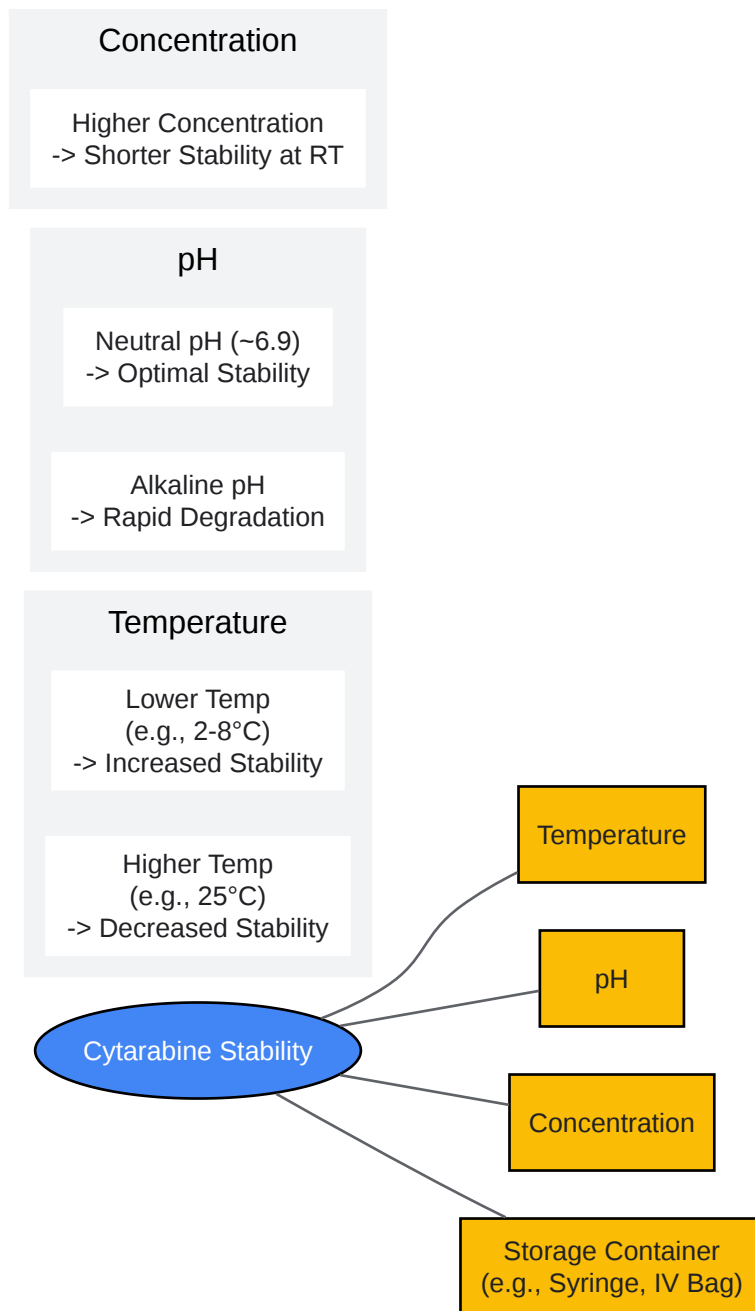 Concentration
Higher Concentration
-> Shorter Stability at RT
pH
Neutral pH (~6.9)
-> Optimal Stability
Alkaline pH
-> Rapid Degradation
Temperature
Lower Temp
(e.g., 2-8°C)
-> Increased Stability
Higher Temp
(e.g., 25°C)
-> Decreased Stability
Cytarabine Stability
Temperature
pH
Concentration
Storage Container
(e.g., Syringe, IV Bag)